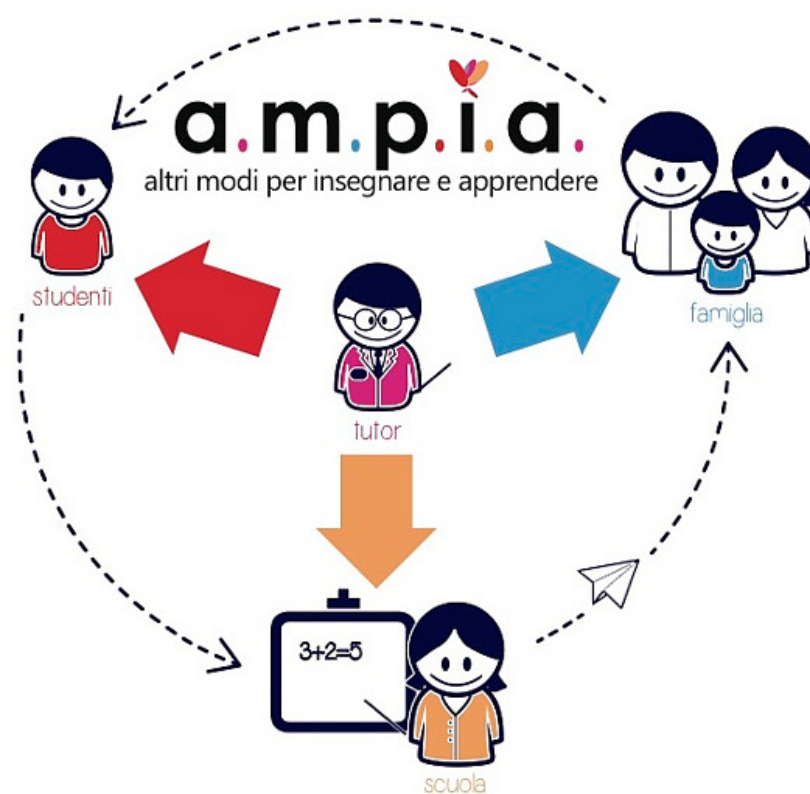 a.m.p.ì.a.
altri modi per insegnare e apprendere
studenti
famiglia
tutor
3+2=5
scuola